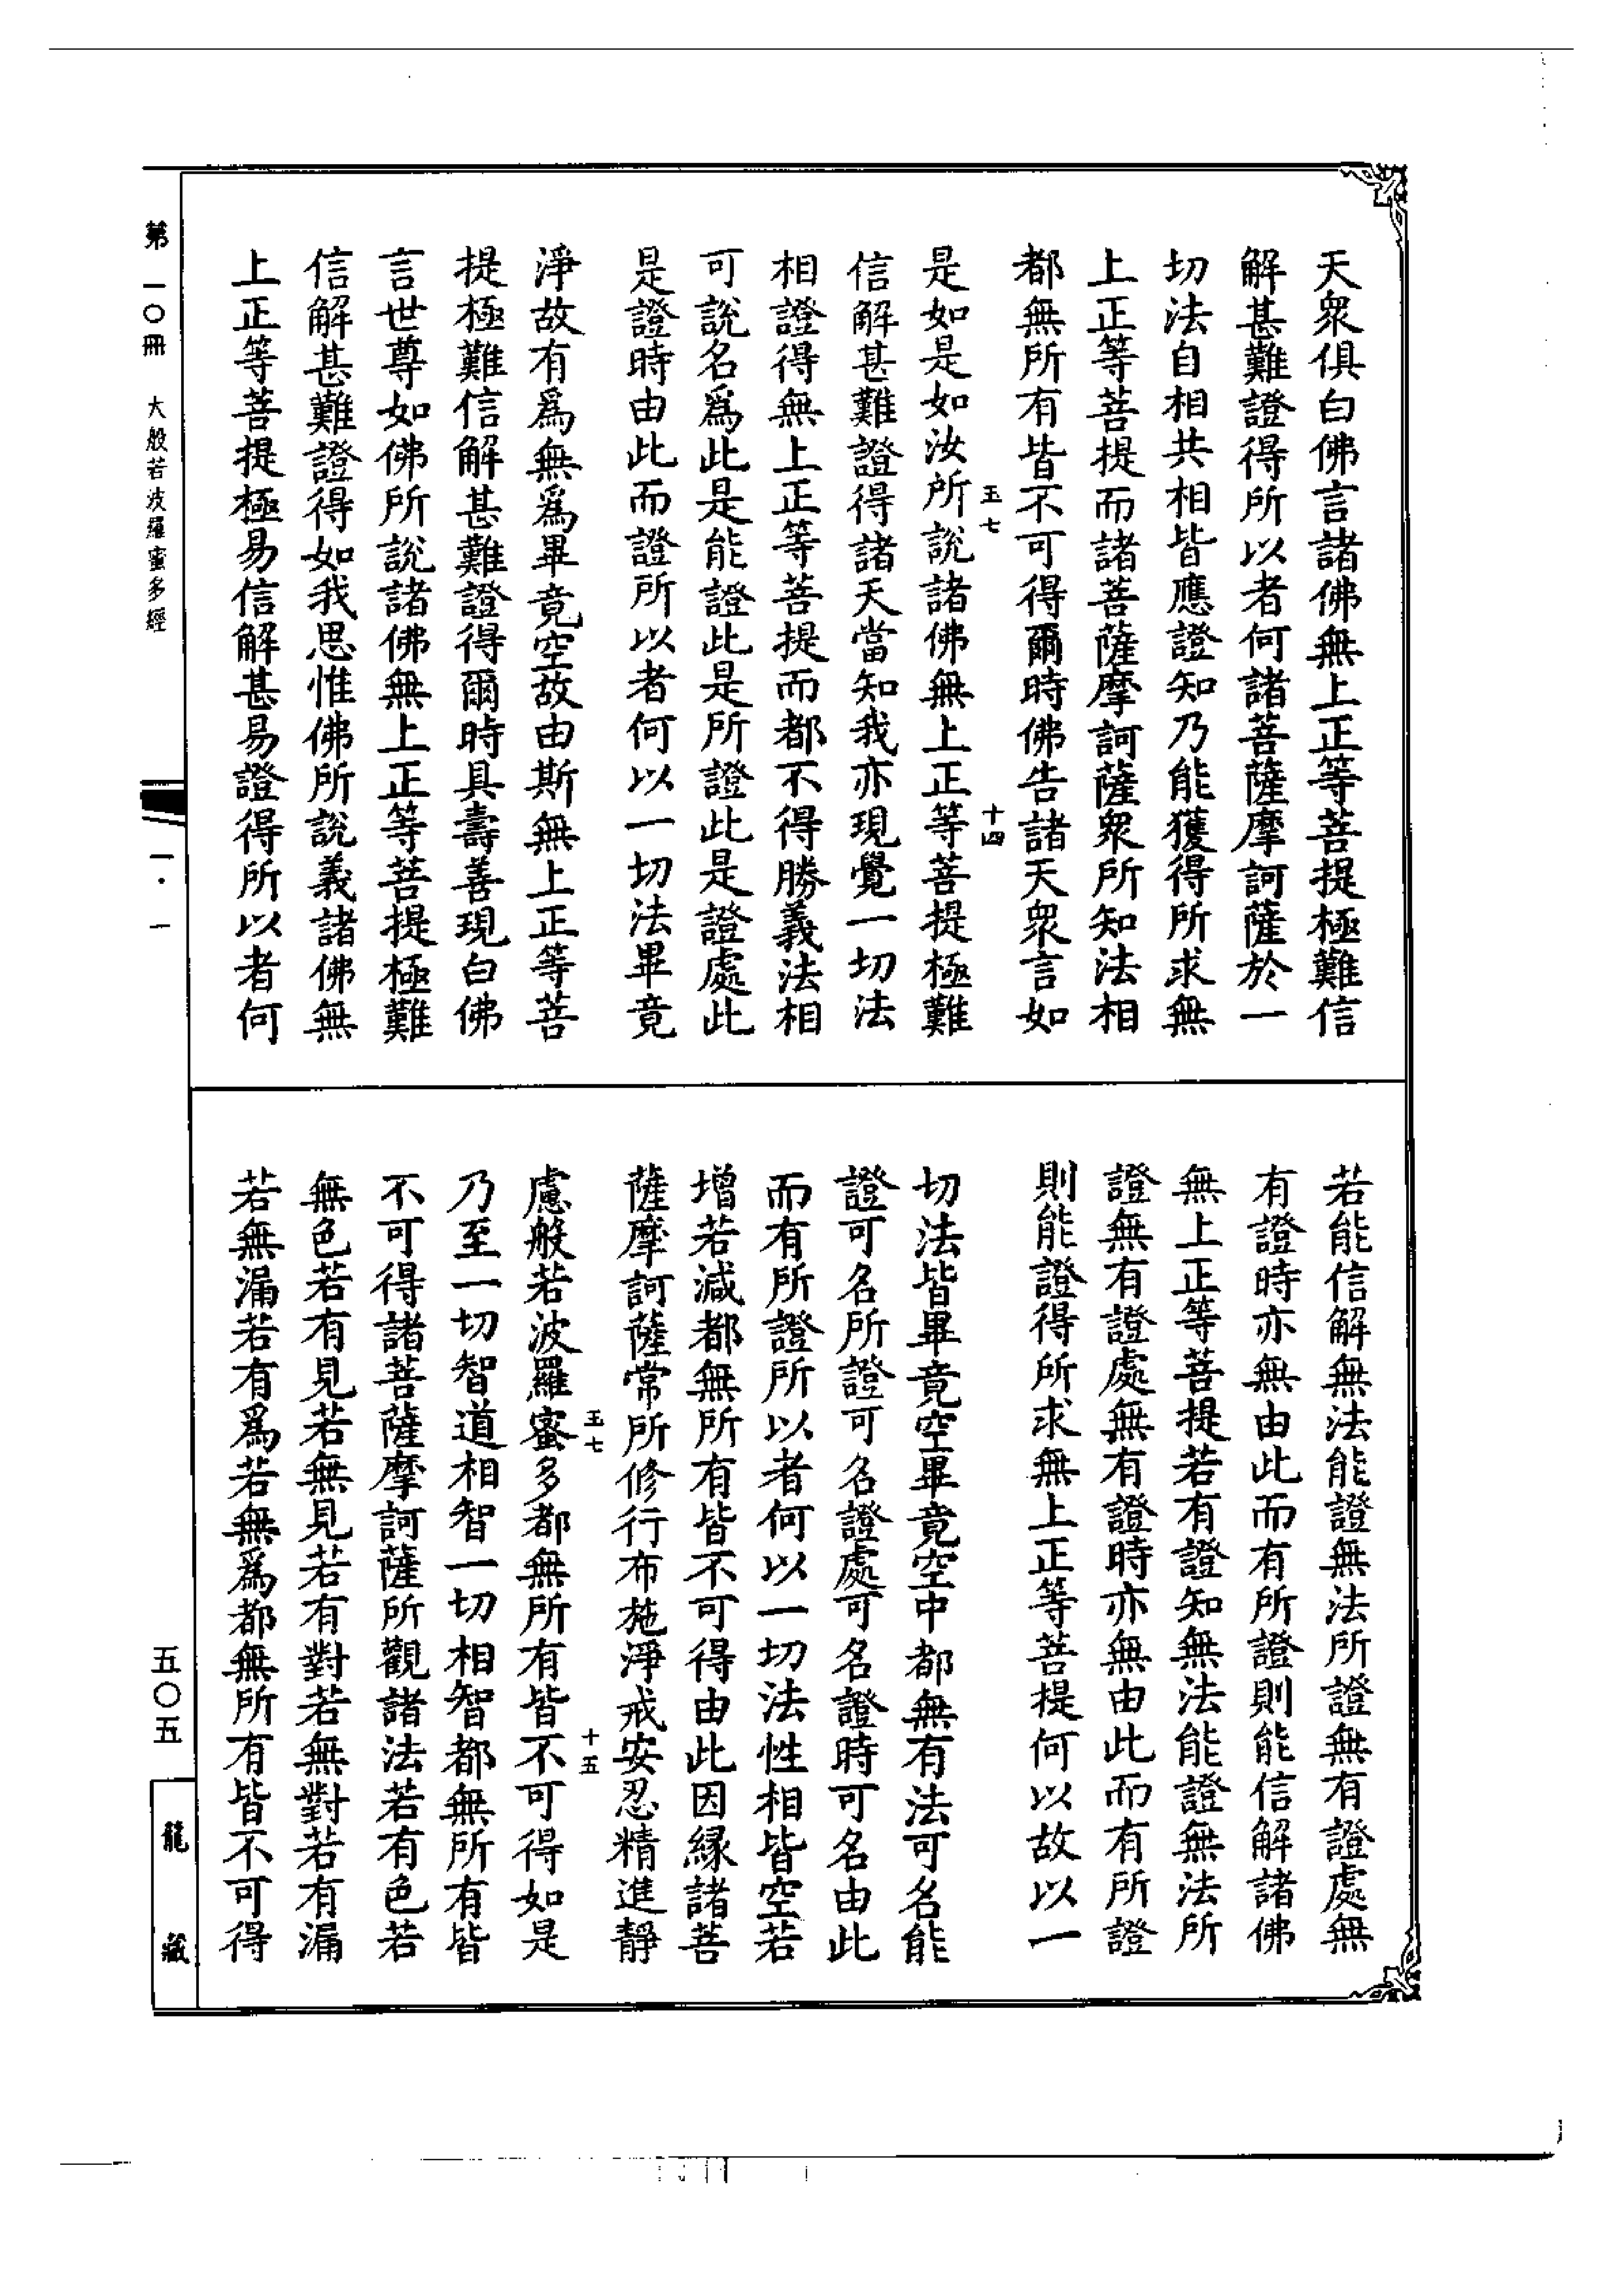 天衆俱白佛言諸佛無上正等菩提極難信
解甚難證得所以者何諸菩薩摩訶薩於一
切法自相共相皆應證知乃能獲得所求無
上正等菩提而諸菩薩摩訶薩衆所知法相
都無所有皆不可得爾時佛告諸天衆言如
玉七
十四
是如是如汝所說諸佛無上正等菩提極難
信解甚難證得諸天當知我亦現覺一切法
相證得無上正等菩提而都不得勝義法相
可說名爲此是能證此是所證此是證處此
是證時由此而證所以者何以一切法畢竟
淨故有爲無爲畢竟空故由斯無上正等菩
提極難信解甚難證得爾時具壽善現白佛
言世尊如佛所說諸佛無上正等菩提極難
信解甚難證得如我思惟佛所說義諸佛無
上正等菩提極易信解甚易證得所以者何
若能信解無法能證無法所證無有證處無
有證時亦無由此而有所證則能信解諸佛
無上正等菩提若有證知無法能證無法所
證無有證處無有證時亦無由此而有所證
則能證得所求無上正等菩提何以故以一
切法皆畢竟空畢竟空中都無有法可名能
證可名所證可名證處可名證時可名由此
而有所證所以者何以一切法性相皆空若
增若減都無所有皆不可得由此因緣諸菩
薩摩訶薩常所修行布施淨戒安忍精進靜
玉七
十五
慮般若波羅蜜多都無所有皆不可得如是
乃至一切智道相智一切相智都無所有皆
不可得諸菩薩摩訶薩所觀諸法若有色若
無色若有見若無見若有對若無對若有漏
若無漏若有爲若無爲都無所有皆不可得
第一〇冊 大般若波羅蜜多經
一·一
五〇五
龍藏